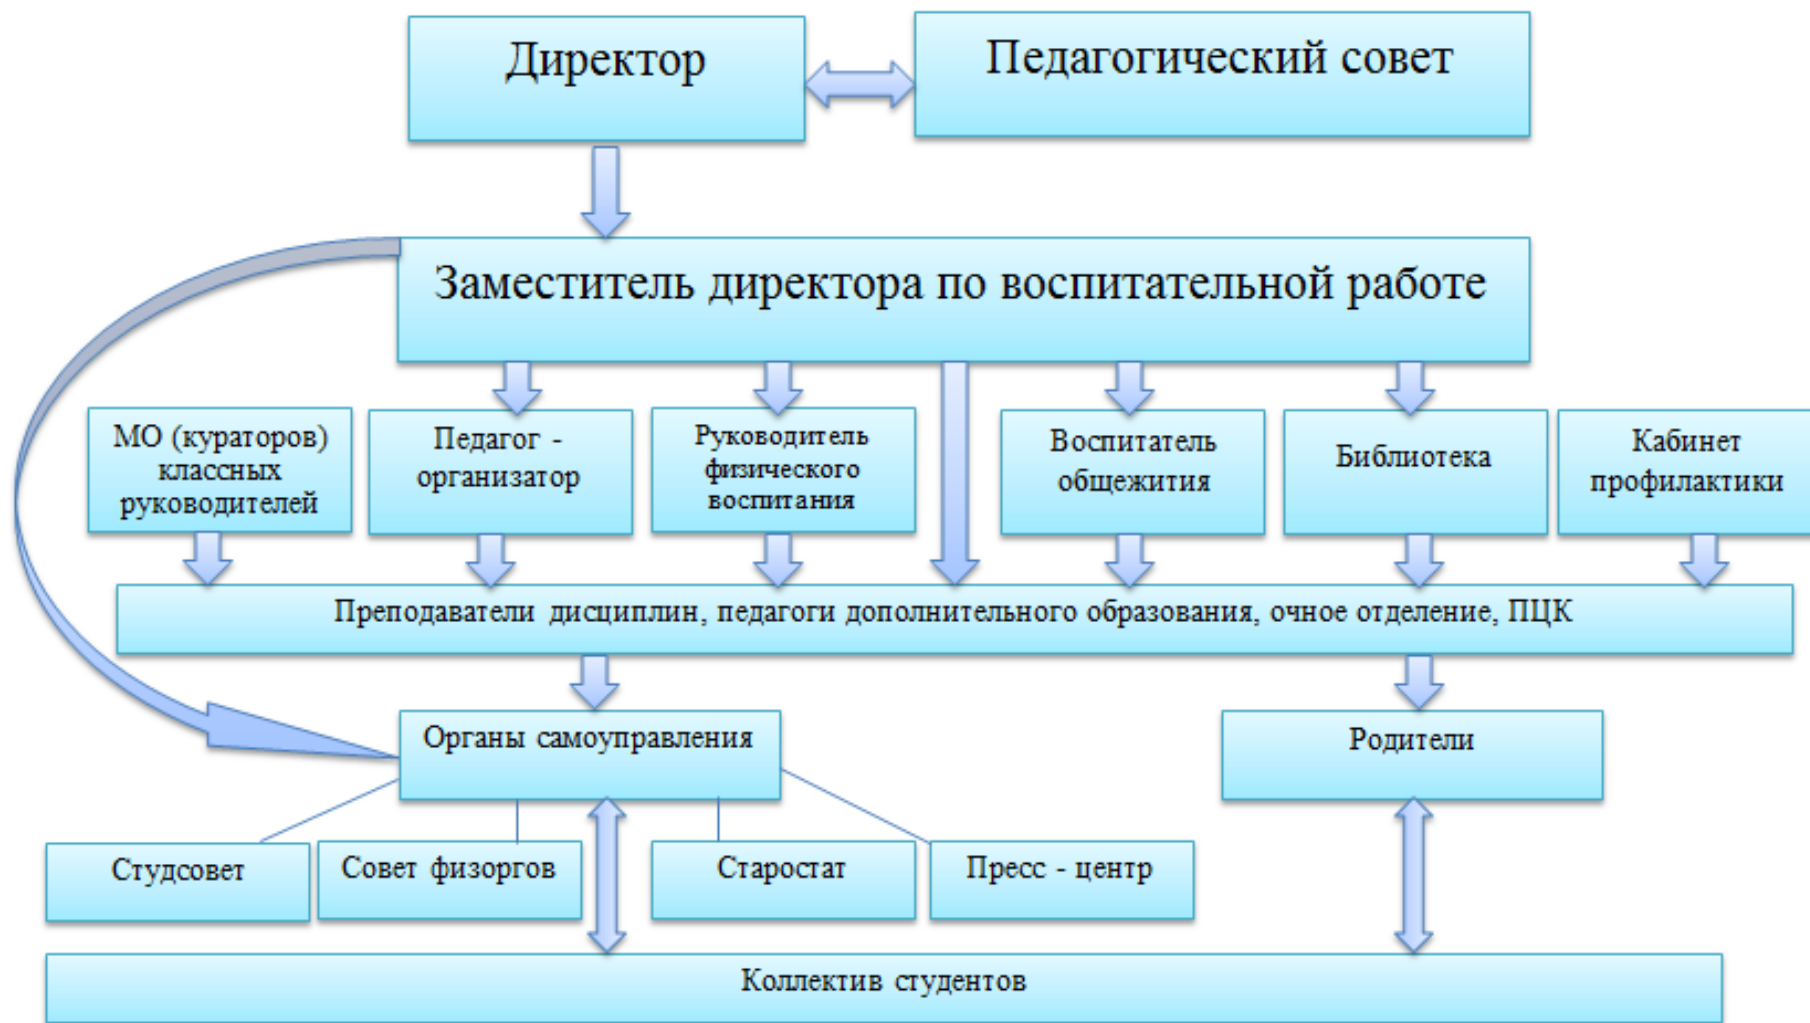 Директор
Педагогический совет
Заместитель директора по воспитательной работе
МО (кураторов)
классных
руководителей
Педагог -
организатор
Руководитель
физического
воспитания
Воспитатель
общежития
Библиотека
Кабинет
профилактики
Преподаватели дисциплин, педагоги дополнительного образования, очное отделение, ПЦК
Органы самоуправления
Родители
Студсовет
Совет физоргов
Старостат
Пресс - центр
Коллектив студентов